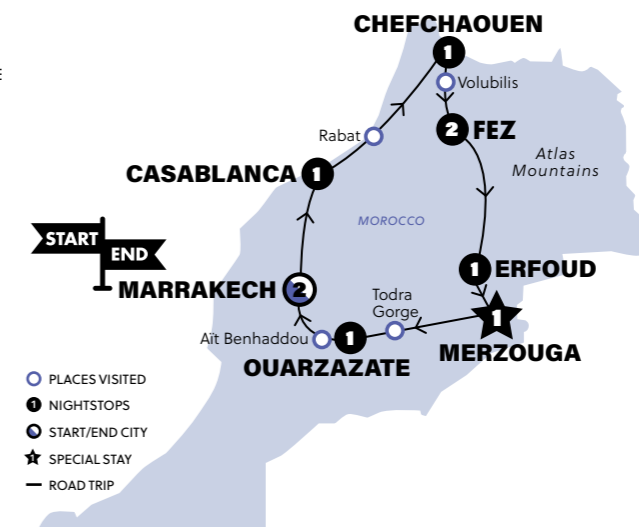 CHEFCHAOUEN
1
E
Volubilis
Rabat
2 FEZ
Atlas
Mountains
CASABLANCA 1
MOROCCO
START
END
1 ERFOUD
MARRAKECH 2
Todra
Gorge
1
Aït Benhaddou
1
MERZOUGA
OUARZAZATE
PLACES VISITED
1 NIGHTSTOPS
START/END CITY
1 SPECIAL STAY
ROAD TRIP